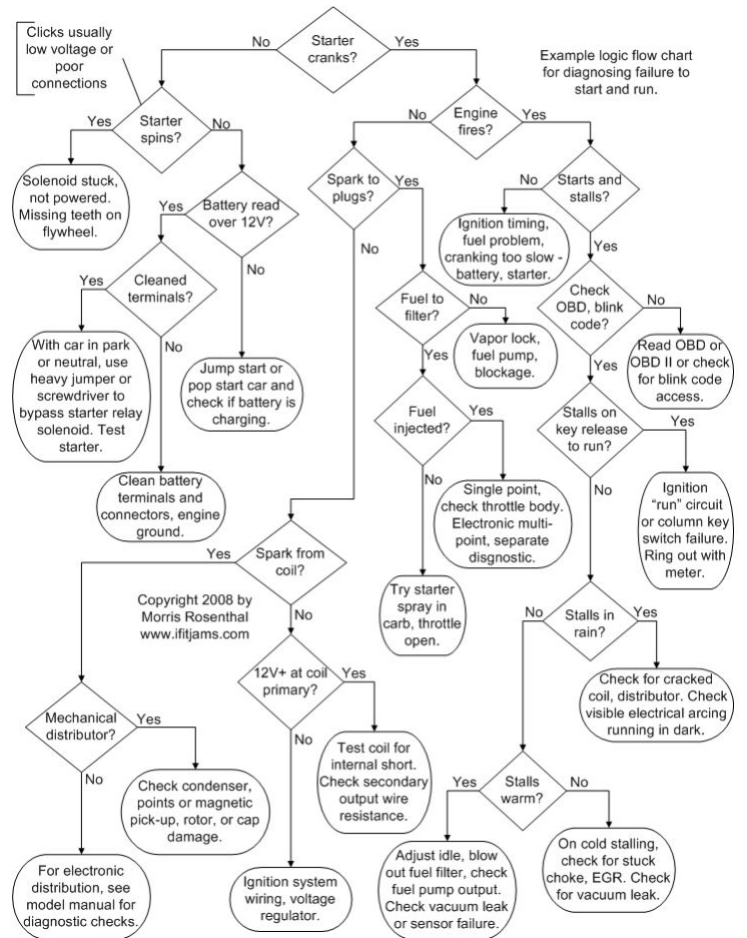 Clicks usually
low voltage or
poor
connections
No
Starter
cranks?
Yes
Example logic flow chart
for diagnosing failure to
start and run.
Yes
Starter
spins?
No
No
Engine
fires?
Yes
Solenoid stuck,
not powered.
Missing teeth on
flywheel.
Yes
Battery read
over 12V?
No
Spark to
plugs?
Yes
No
No
Starts and
stalls?
Yes
Ignition timing,
fuel problem,
cranking too slow -
battery, starter.
Yes
Cleaned
terminals?
No
Fuel to
filter?
No
Yes
Check
OBD, blink
code?
No
Yes
With car in park
or neutral, use
heavy jumper or
screwdriver to
bypass starter relay
solenoid. Test
starter.
Jump start or
pop start car and
check if battery is
charging.
Vapor lock,
fuel pump,
blockage.
Read OBD or
OBD II or check
for blink code
access.
Fuel
injected?
Yes
No
Stalls on
key release
to run?
Yes
No
Clean battery
terminals and
connectors, engine
ground.
Single point,
check throttle body.
Electronic multi-
point, separate
disgnostic.
Ignition
“run” circuit
or column key
switch failure.
Ring out with
meter.
Yes
Spark from
coil?
No
Try starter
spray in
carb, throttle
open.
Copyright 2008 by
Morris Rosenthal
www.ifitjams.com
No
Stalls in
rain?
Yes
12V+ at coil
primary?
Yes
No
Check for cracked
coil, distributor. Check
visible electrical arcing
running in dark.
Mechanical
distributor?
Yes
No
Test coil for
internal short.
Check secondary
output wire
resistance.
Yes
Stalls
warm?
No
Check condenser,
points or magnetic
pick-up, rotor, or cap
damage.
For electronic
distribution, see
model manual for
diagnostic checks.
Ignition system
wiring, voltage
regulator.
Adjust idle, blow
out fuel filter, check
fuel pump output.
Check vacuum leak
or sensor failure.
On cold stalling,
check for stuck
choke, EGR. Check
for vacuum leak.